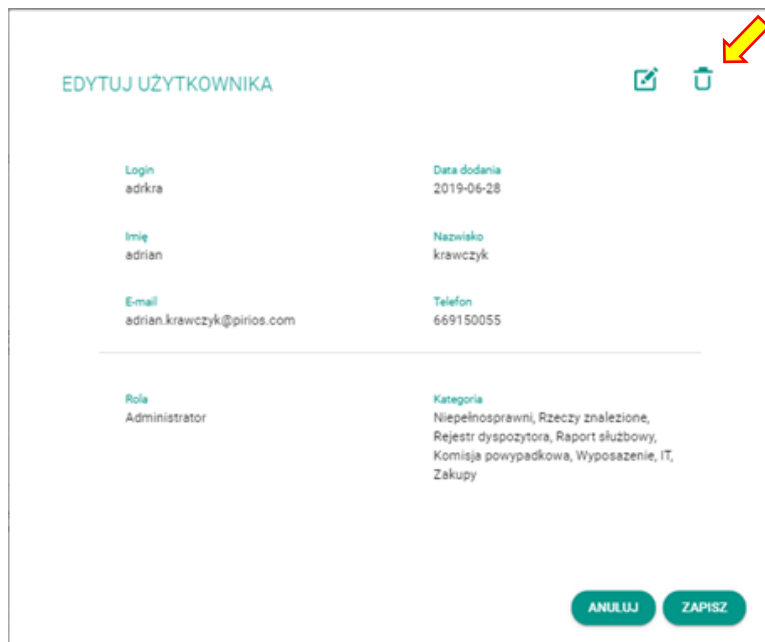 EDYTUJ UŻYTKOWNIKA
Login
adrkra
Data dodania
2019-06-28
Imię
adrian
Nazwisko
krawczyk
E-mail
adrian.krawczyk@pirios.com
Telefon
669150055
Rola
Administrator
Kategoria
Niepełnosprawni, Rzeczy znalezione,
Rejestr dyspozytora, Raport służbowy,
Komisja powypadkowa, Wyposazenie, IT,
Zakupy
ANULUJ
ZAPISZ